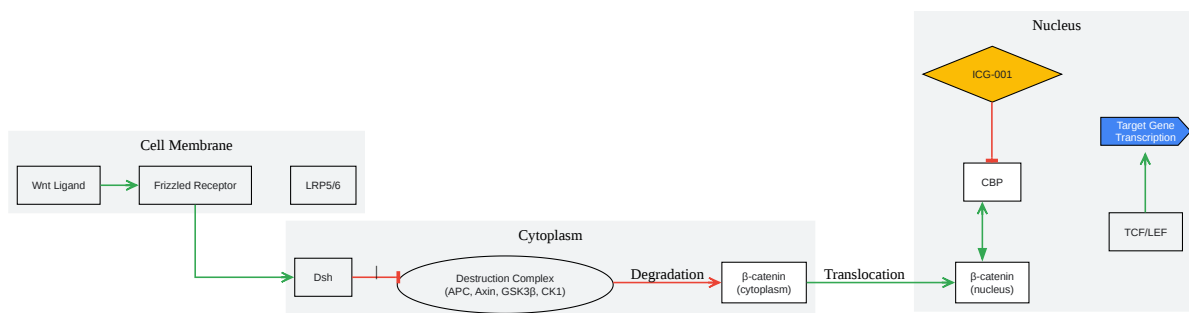 Nucleus
ICG-001
Target Gene
Transcription
Cell Membrane
Wnt Ligand
Frizzled Receptor
LRP5/6
CBP
TCF/LEF
Cytoplasm
Dsh
Destruction Complex
(APC, Axin, GSK3β, CK1)
Degradation
β-catenin
(cytoplasm)
Translocation
β-catenin
(nucleus)